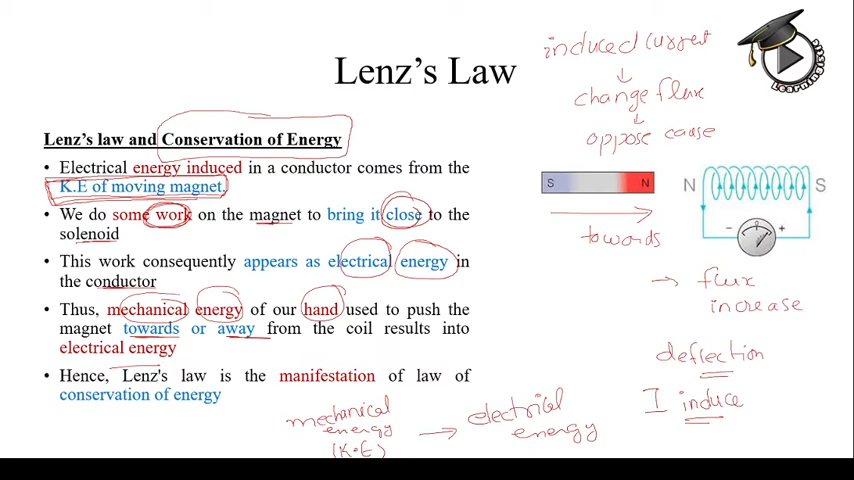 Lenz's Law
induced current
change flux
oppose cause
Learning
Lenz's law and Conservation of Energy
• Electrical energy induced in a conductor comes from the
K.E of moving magnet.
• We do some work on the magnet to bring it close to the
solenoid
• This work consequently appears as electrical energy in
the conductor
• Thus, mechanical energy of our hand used to push the
magnet towards or away from the coil results into
electrical energy
• Hence, Lenz's law is the manifestation of law of
conservation of energy
S N
N S
- 0 +
towards
→ flux
increase
deflection
I induce
mechanical
energy
(K.E)
→ electrical
energy